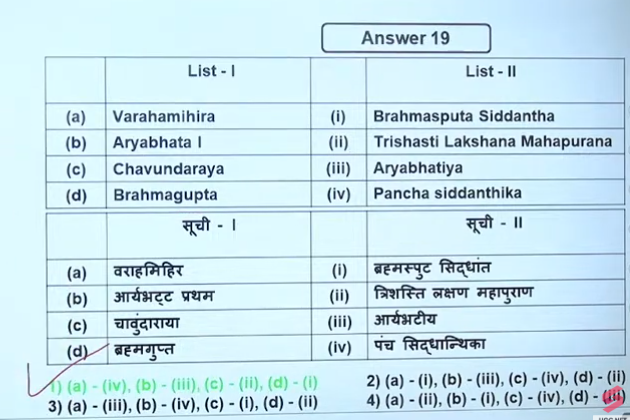 Answer 19
List - I List - II
(a) Varahamihira (i) Brahmasputa Siddantha
(b) Aryabhata I (ii) Trishasti Lakshana Mahapurana
(c) Chavundaraya (iii) Aryabhatiya
(d) Brahmagupta (iv) Pancha siddanthika
सूची - I सूची - II
(a) वराहमिहिर (i) ब्रह्मस्पुट सिद्धांत
(b) आर्यभट्ट प्रथम (ii) त्रिशस्ति लक्षण महापुराण
(c) चावुंदाराया (iii) आर्यभटीय
(d) ब्रह्मगुप्त (iv) पंच सिद्धान्थिका
1) (a) - (iv), (b) - (iii), (c) - (ii), (d) - (i) 2) (a) - (i), (b) - (iii), (c) - (iv), (d) - (ii)
3) (a) - (iii), (b) - (iv), (c) - (i), (d) - (ii) 4) (a) - (ii), (b) - (i), (c) - (iv), (d) - (iii)